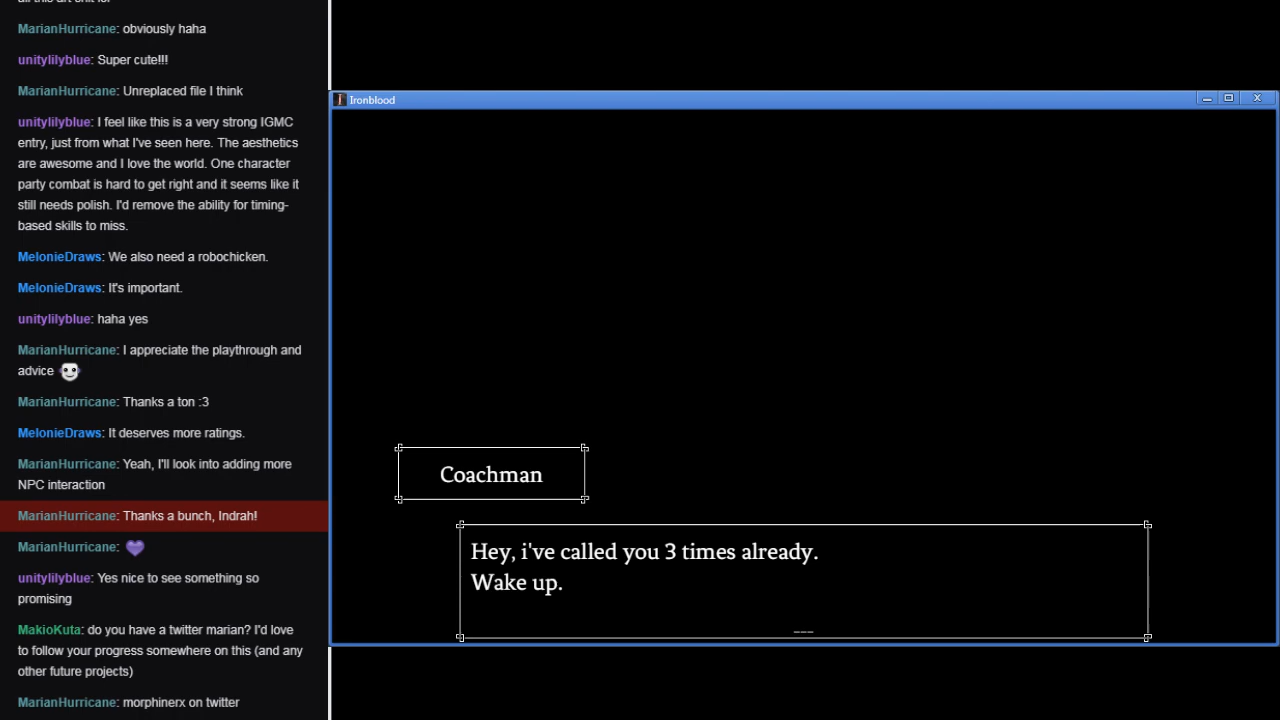 MarianHurricane: obviously haha
unitylilyblue: Super cute!!!
MarianHurricane: Unreplaced file I think
unitylilyblue: I feel like this is a very strong IGMC
entry, just from what I've seen here. The aesthetics
are awesome and I love the world. One character
party combat is hard to get right and it seems like it
still needs polish. I'd remove the ability for timing-
based skills to miss.
MelonieDraws: We also need a robochicken.
MelonieDraws: It's important.
unitylilyblue: haha yes
MarianHurricane: I appreciate the playthrough and
advice
MarianHurricane: Thanks a ton :3
MelonieDraws: It deserves more ratings.
MarianHurricane: Yeah, I'll look into adding more
NPC interaction
MarianHurricane: Thanks a bunch, Indrah!
MarianHurricane:
unitylilyblue: Yes nice to see something so
promising
MakioKuta: do you have a twitter marian? I'd love
to follow your progress somewhere on this (and any
other future projects)
MarianHurricane: morphinerx on twitter
Ironblood
Coachman
Hey, i've called you 3 times already.
Wake up.